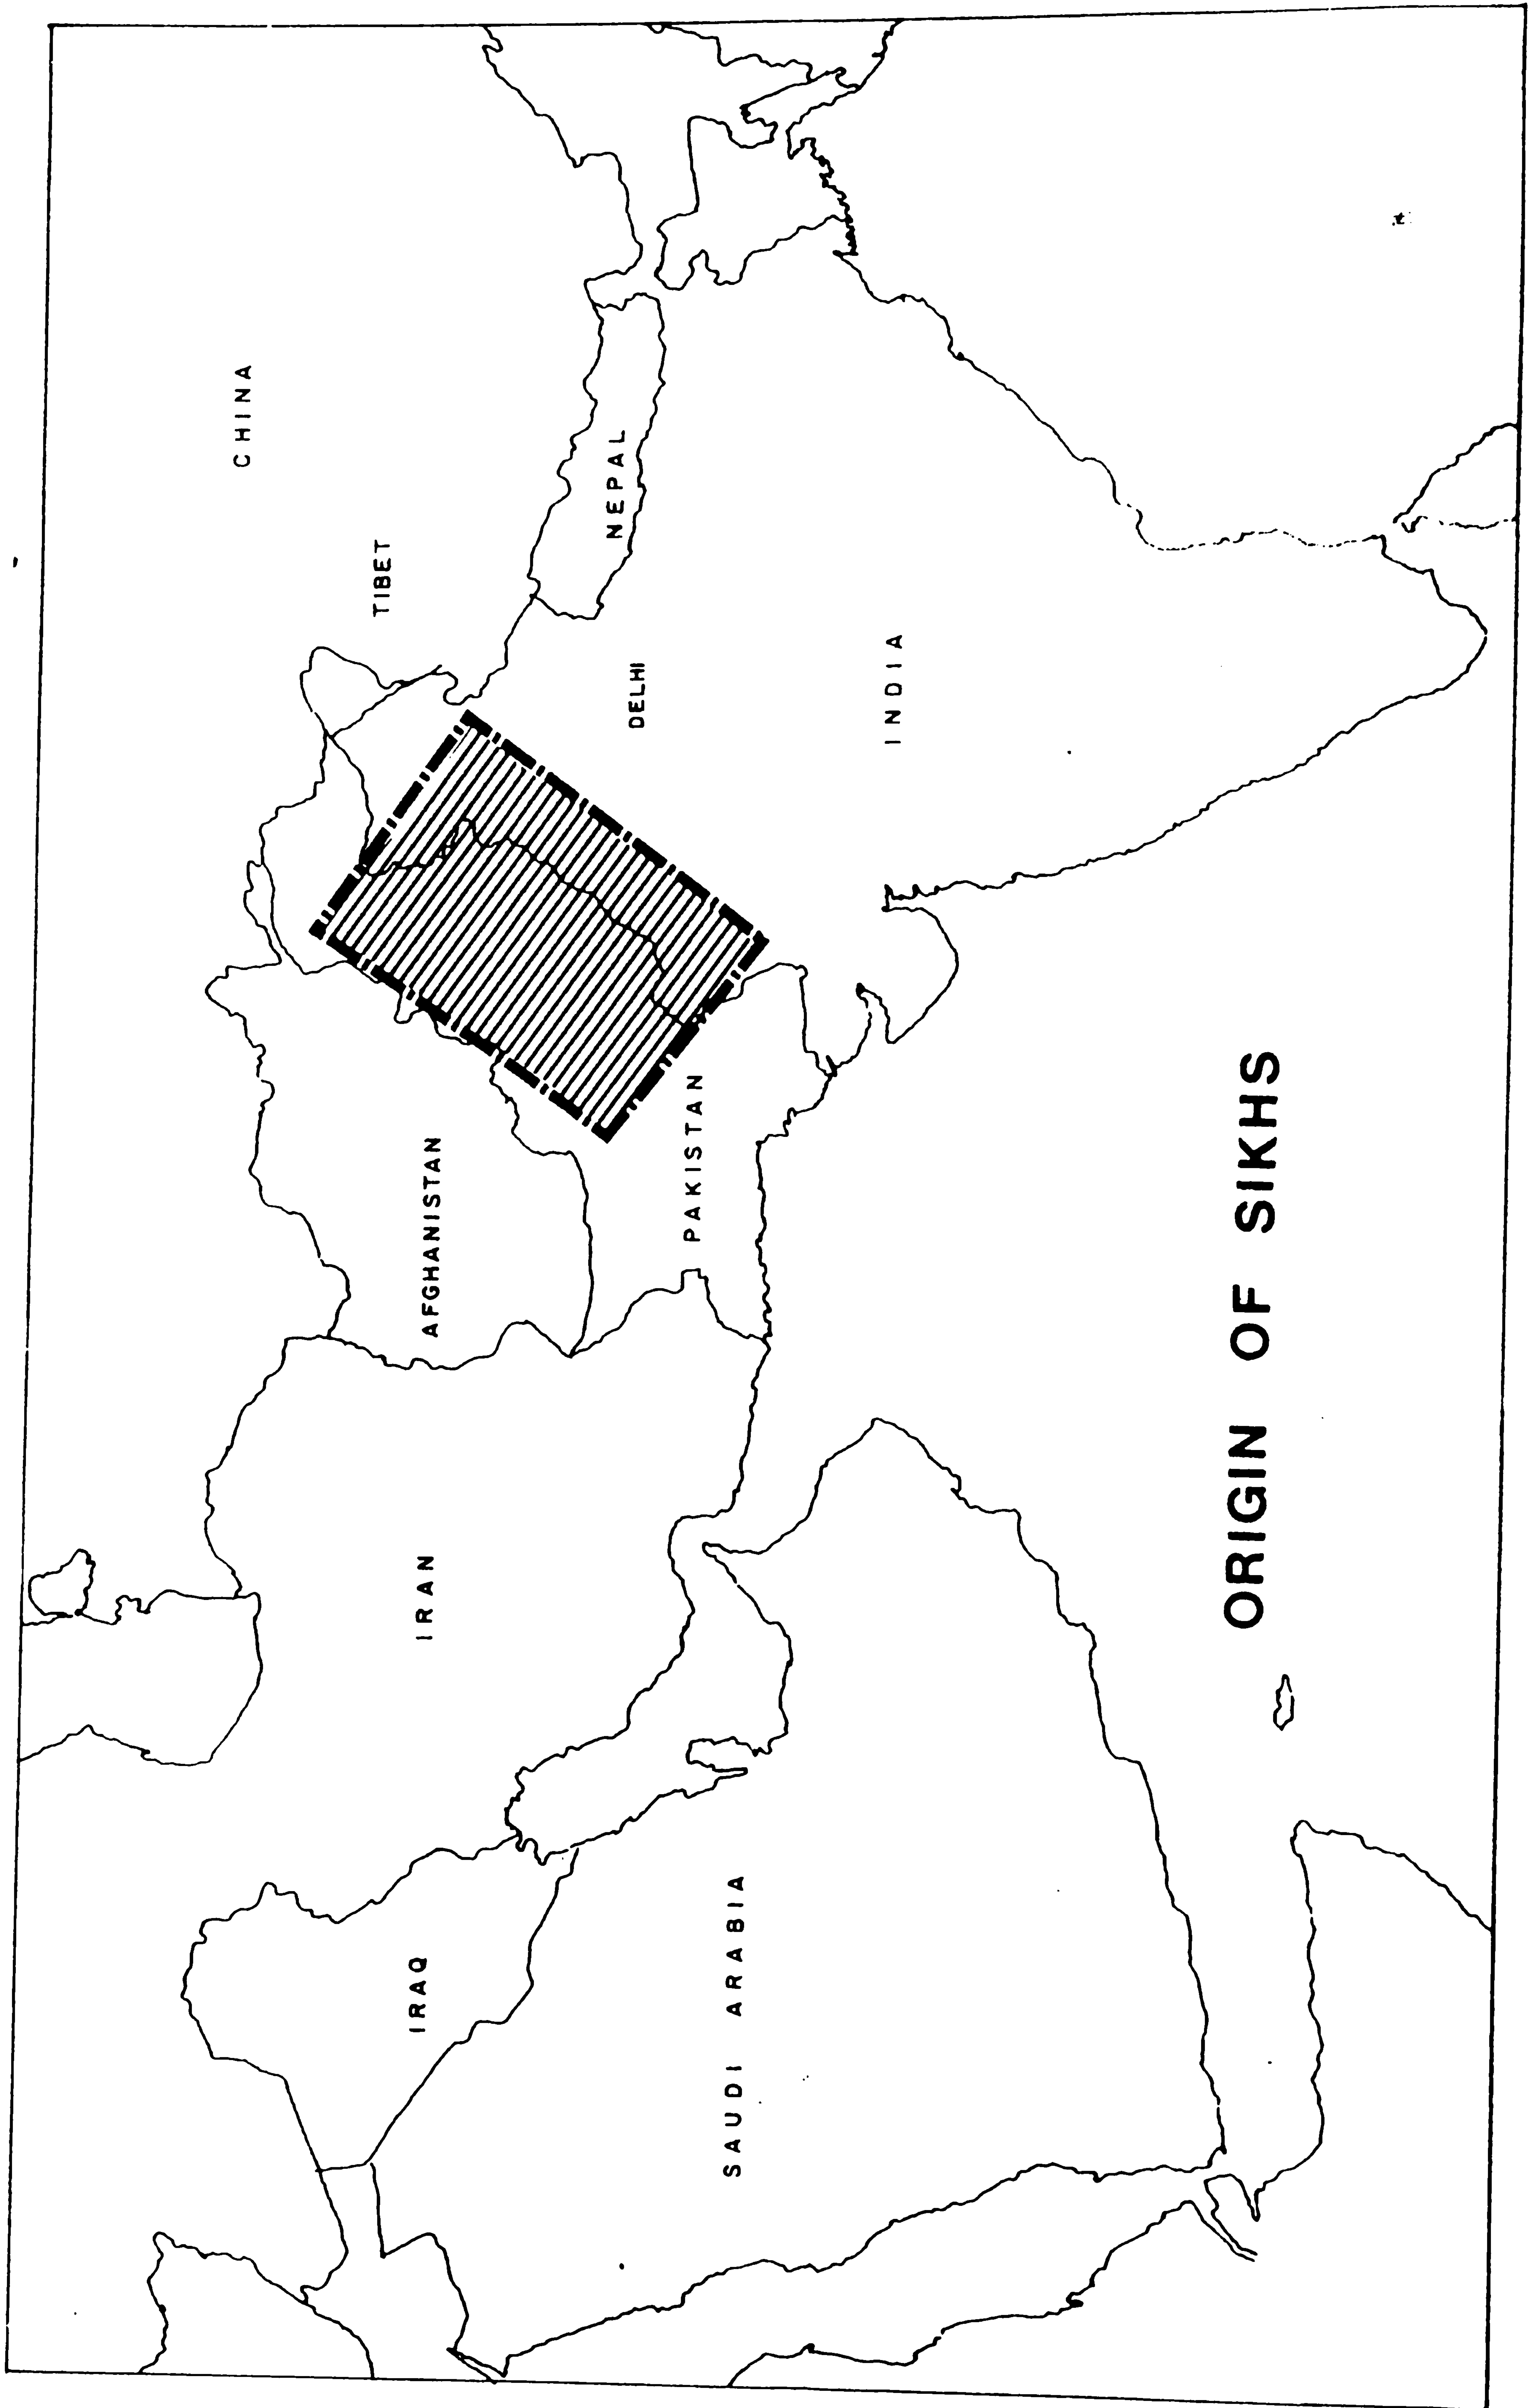 CHINA
TIBET
NEPAL
DELHI
INDIA
AFGHANISTAN
PAKISTAN
IRAN
IRAQ
SAUDI ARABIA
ORIGIN OF SIKHS